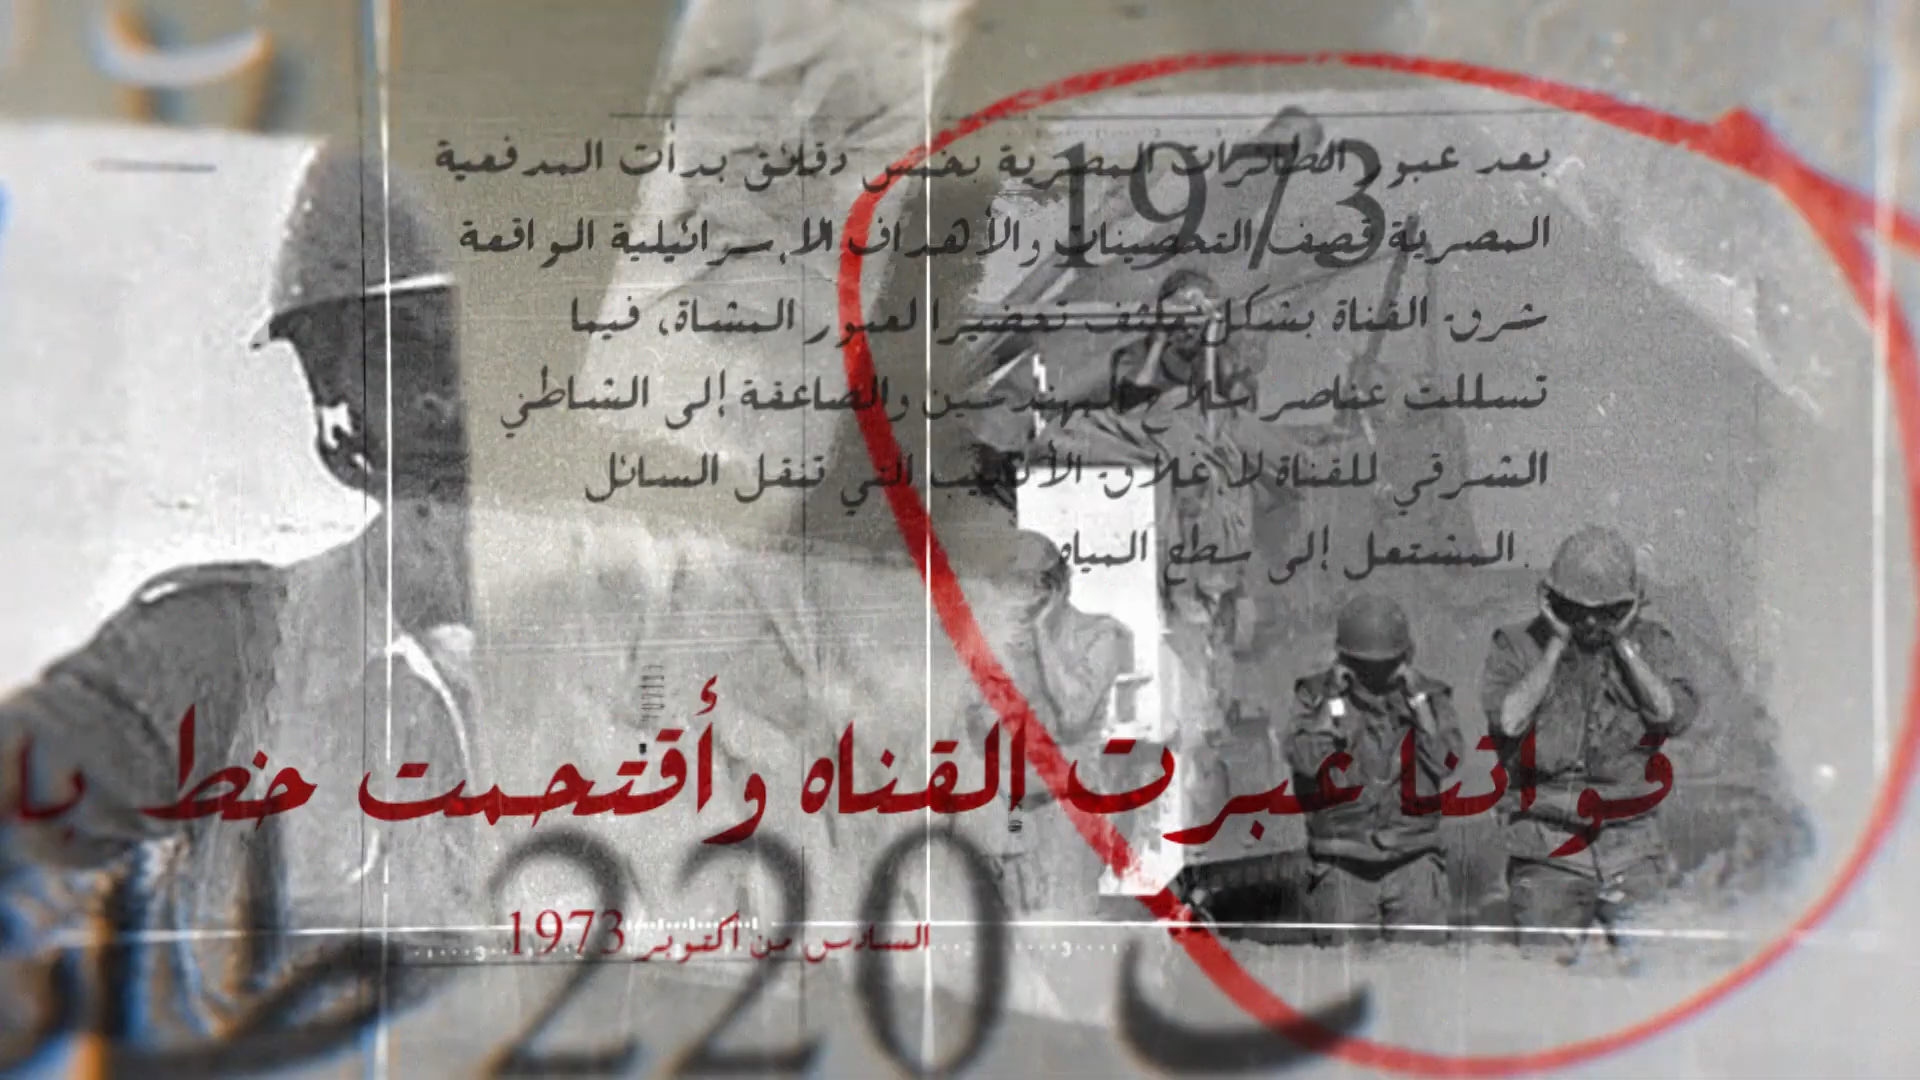 1973
بعد عبور الطائرات المصرية بخمس دقائق بدأت المدفعية
المصرية قصف التحصينات والأهداف الإسرائيلية الواقعة
شرق القناة بشكل مكثف تحضيرا لعبور المشاة، فيما
تسللت عناصر سلاح المهندسين والصاعقة إلى الشاطئ
الشرقي للقناة لإغلاق الأنابيب التي تنقل السائل
المشتعل إلى سطح المياه.
قواتنا عبرت القناه وأقتحمت خط با
220
السادس من اكتوبر 1973